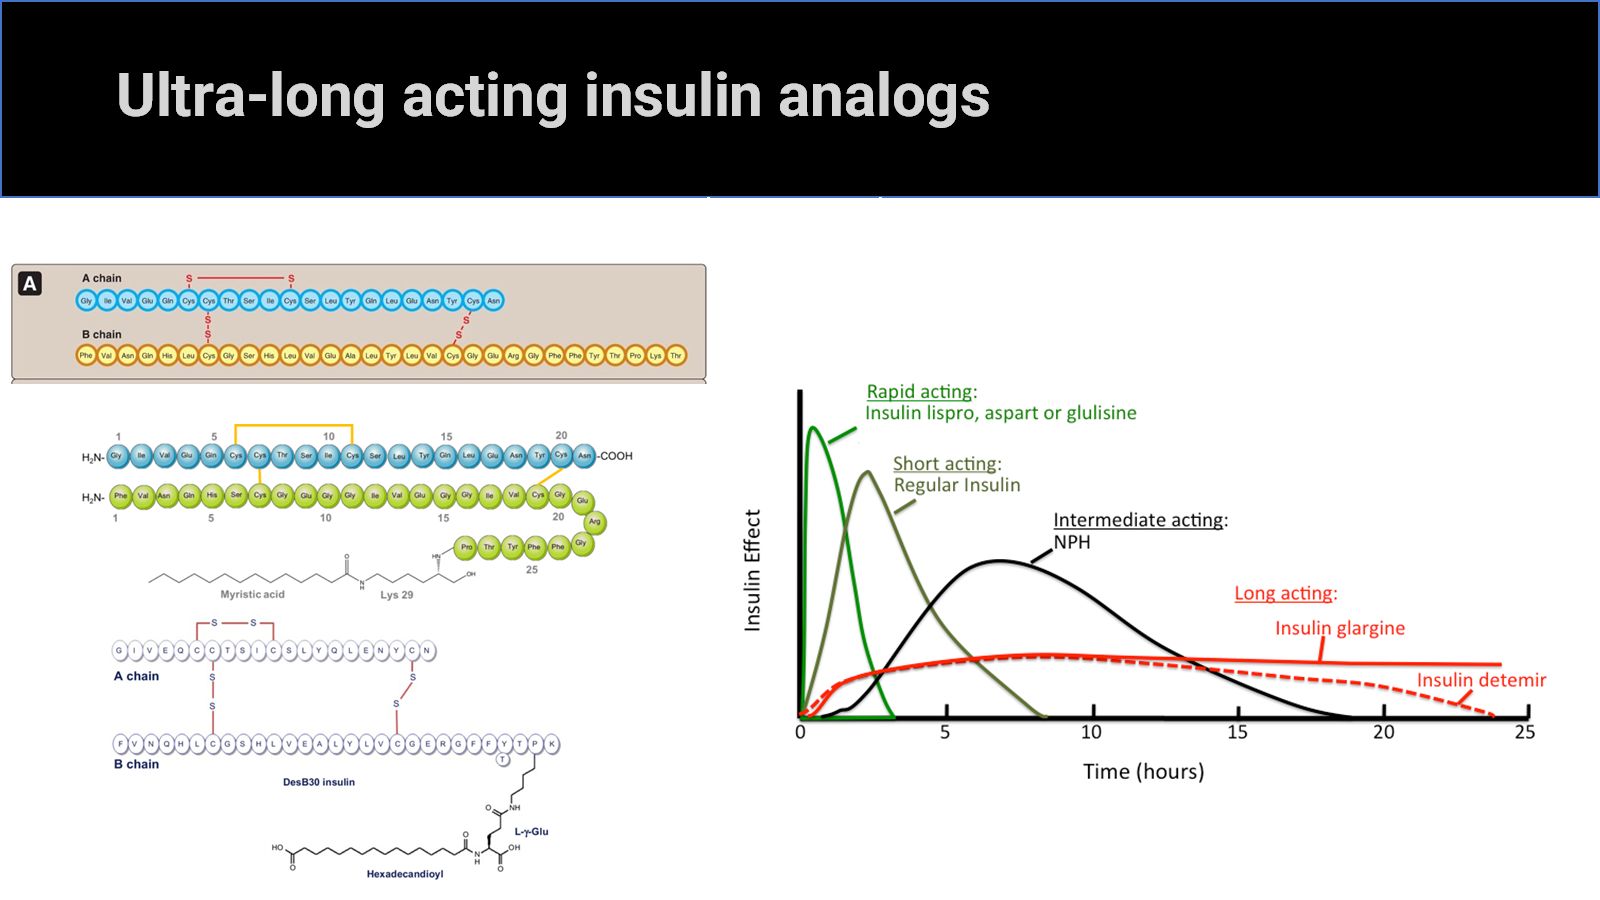 Ultra-long acting insulin analogs
A
A chain
S S
Gly Ile Val Glu Gln Cys Cys Thr Ser Ile Cys Ser Leu Tyr Gln Leu Glu Asn Tyr Cys Asn
S S
S S
B chain
Phe Val Asn Gln His Leu Cys Gly Ser His Leu Val Glu Ala Leu Tyr Leu Val Cys Gly Glu Arg Gly Phe Phe Tyr Thr Pro Lys Thr
1 5 10 15 20
H₂N- Gly Ile Val Glu Gln Cys Cys Thr Ser Ile Cys Ser Leu Tyr Gln Leu Glu Asn Tyr Cys Asn -COOH
H₂N- Phe Val Asn Gln His Ser Cys Gly Glu Gly Gly Ile Val Glu Gly Gly Ile Val Cys Gly Glu
1 5 10 15 20
Arg
Pro Thr Tyr Phe Phe Gly
25
HN
O
N
H
OH
Myristic acid Lys 29
S S
G I V E Q C C T S I C S L Y Q L E N Y C N
A chain
S S
S S
F V N Q H L C G S H L V E A L Y L V C G E R G F F Y T P K
T
B chain
DesB30 insulin
O NH
L-γ-Glu
HO O O N H OH O
Hexadecandioyl
Rapid acting:
Insulin lispro, aspart or glulisine
Short acting:
Regular Insulin
Intermediate acting:
NPH
Long acting:
Insulin glargine
Insulin detemir
Insulin Effect
0 5 10 15 20 25
Time (hours)